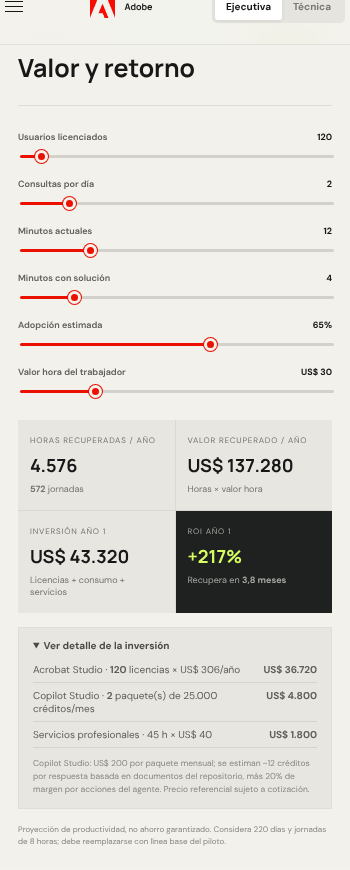 Adobe
Ejecutiva
Técnica
Valor y retorno
Usuarios licenciados 120
Consultas por día 2
Minutos actuales 12
Minutos con solución 4
Adopción estimada 65%
Valor hora del trabajador US$ 30
HORAS RECUPERADAS / AÑO
4.576
572 jornadas
VALOR RECUPERADO / AÑO
US$ 137.280
Horas × valor hora
INVERSIÓN AÑO 1
US$ 43.320
Licencias + consumo +
servicios
ROI AÑO 1
+217%
Recupera en 3,8 meses
▼ Ver detalle de la inversión
Acrobat Studio · 120 licencias × US$ 306/año US$ 36.720
Copilot Studio · 2 paquete(s) de 25.000 US$ 4.800
créditos/mes
Servicios profesionales · 45 h × US$ 40 US$ 1.800
Copilot Studio: US$ 200 por paquete mensual; se estiman ~12 créditos
por respuesta basada en documentos del repositorio, más 20% de
margen por acciones del agente. Precio referencial sujeto a cotización.
Proyección de productividad, no ahorro garantizado. Considera 220 días y jornadas
de 8 horas; debe reemplazarse con línea base del piloto.